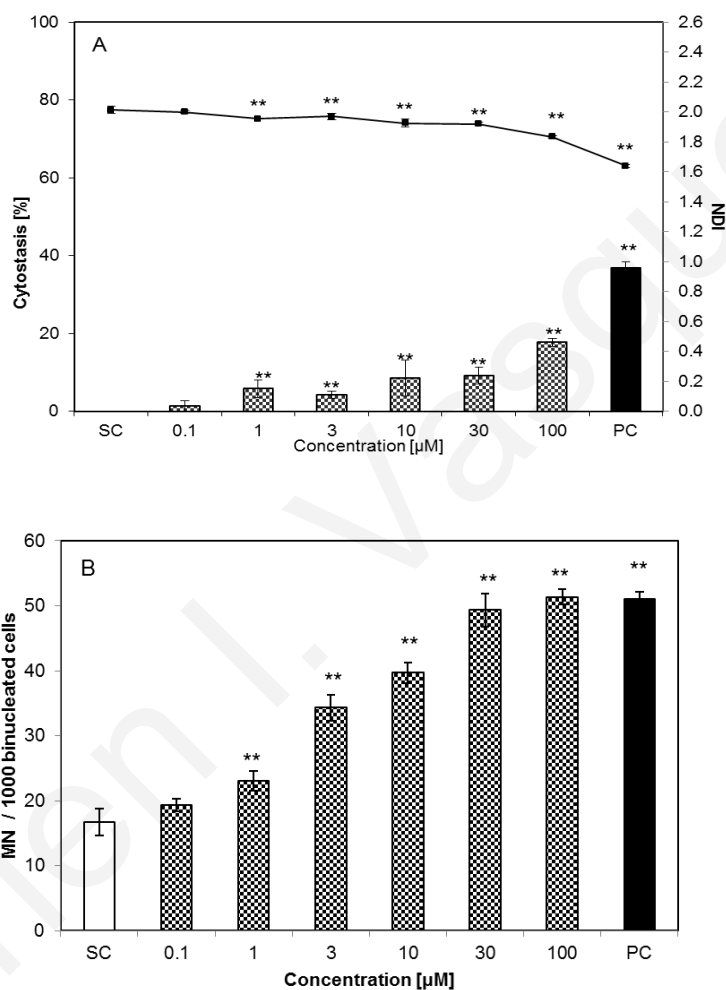 A
100
80
60
40
20
0
Cytostasis [%]
2.6
2.4
2.2
2.0
1.8
1.6
1.4
1.2
1.0
0.8
0.6
0.4
0.2
0.0
NDI
** ** ** ** ** **
** ** ** ** ** **
SC 0.1 1 3 10 30 100 PC
Concentration [µM]
B
60
50
40
30
20
10
0
MN / 1000 binucleated cells
** ** ** ** ** **
SC 0.1 1 3 10 30 100 PC
Concentration [µM]
en I. Vasqu